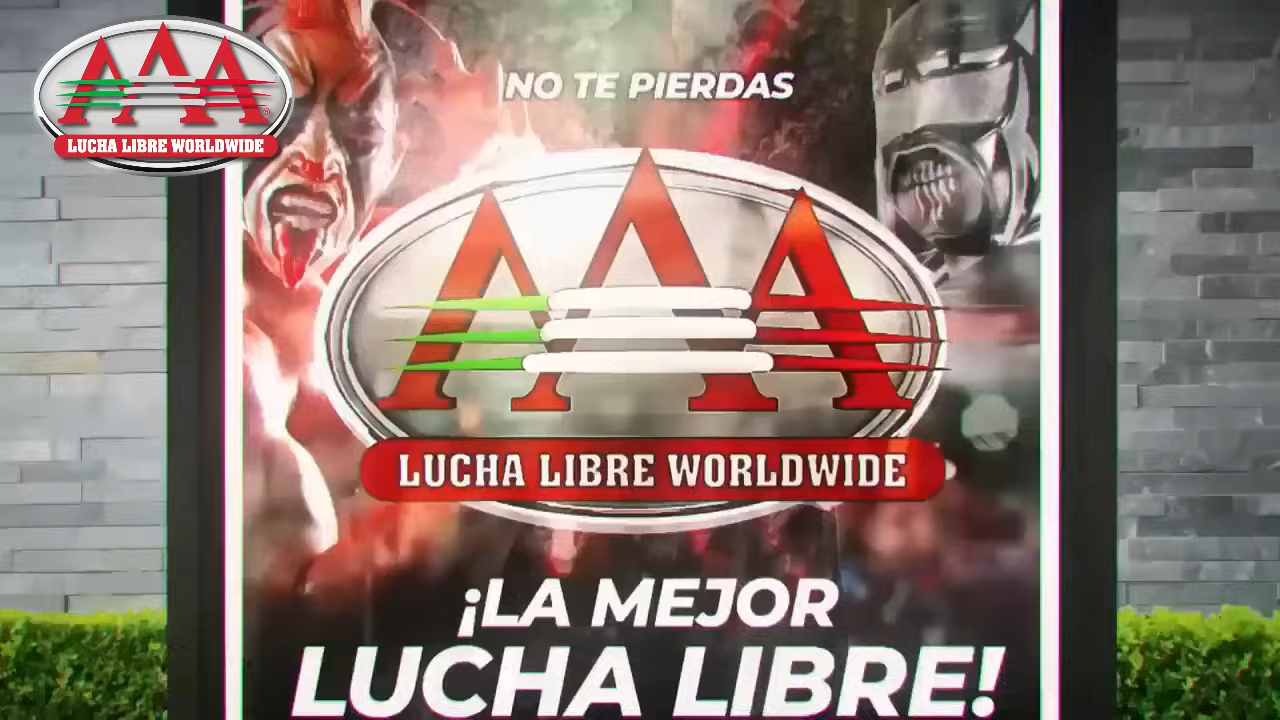 AAA
LUCHA LIBRE WORLDWIDE
NO TE PIERDAS
AAA
LUCHA LIBRE WORLDWIDE
¡LA MEJOR
LUCHA LIBRE!